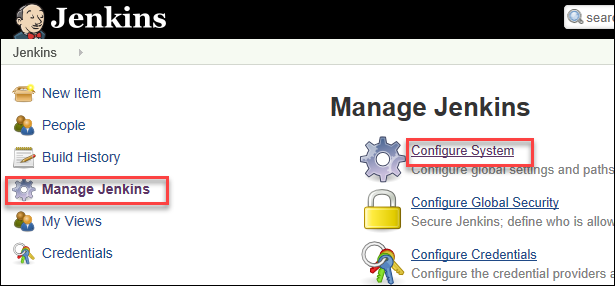 Jenkins
sear
Jenkins
New Item
People
Build History
Manage Jenkins
My Views
Credentials
Manage Jenkins
Configure System
Configure global settings and paths
Configure Global Security
Secure Jenkins; define who is allow
Configure Credentials
Configure the credential providers a